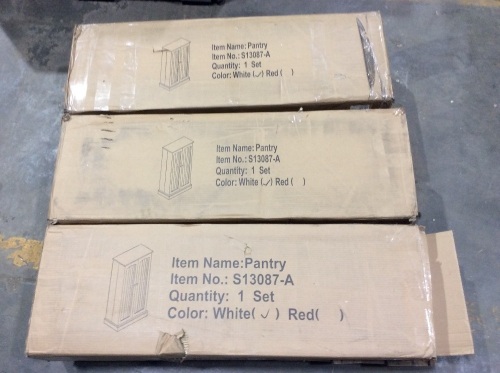 Item Name:Pantry
Item No.:S13087-A
Quantity: 1 Set
Color: White(✓) Red( )
Item Name:Pantry
Item No.: S13087-A
Quantity: 1 Set
Color: White(✓) Red( )
Item Name:Pantry
Item No.: S13087-A
Quantity: 1 Set
Color: White(✓) Red( )